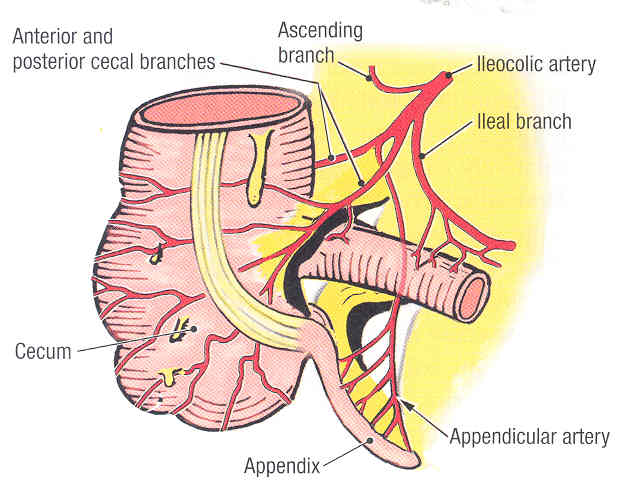 Anterior and
posterior cecal branches
Ascending
branch
Ileocolic artery
Ileal branch
Cecum
Appendix
Appendicular artery